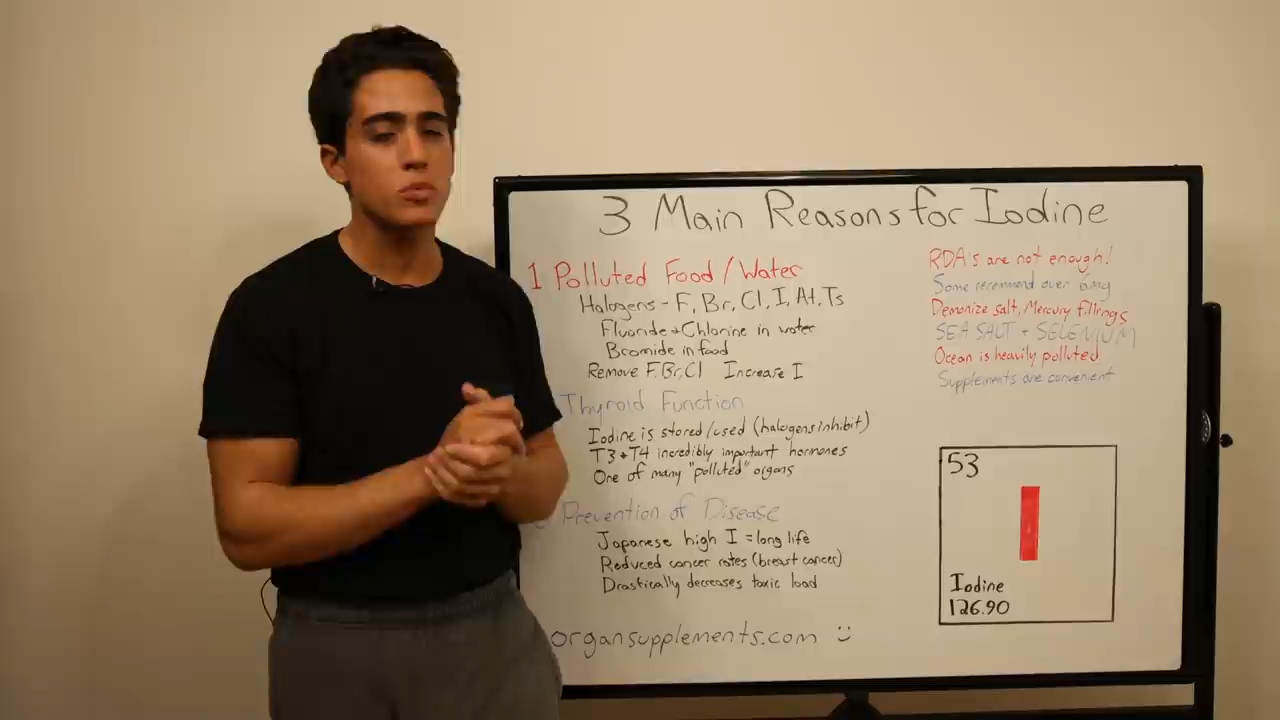 3 Main Reasons for Iodine
1 Polluted Food/Water
Halogens - F, Br, Cl, I, At, Ts
Fluoride + Chlorine in water
Bromide in food
Remove F, Br, Cl Increase I
Thyroid Function
Iodine is stored/used (halogens inhibit)
T3 + T4 incredibly important hormones
One of many "polluted" organs
Prevention of Disease
Japanese high I = long life
Reduced cancer rates (breast cancer)
Drastically decreases toxic load
organsupplements.com :)
RDA's are not enough!
Some recommend over 6mg
Demonize salt, Mercury fillings
SEA SALT + SELENIUM
Ocean is heavily polluted
Supplements are convenient
53
I
Iodine
126.90